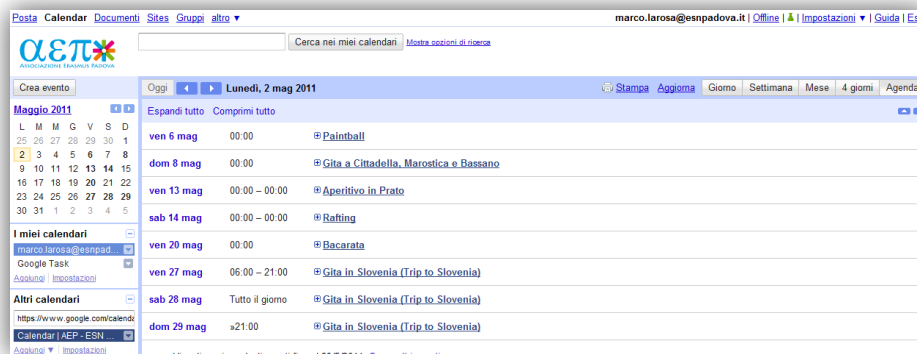 Posta Calendar Documenti Sites Gruppi altro ▼
marco.larosa@esnpadova.it | Offline | Impostazioni ▼ | Guida | Es
αεπ
ASSOCIAZIONE ERASMUS PADOVA
Cerca nei miei calendari Mostra opzioni di ricerca
Crea evento
Oggi Lunedì, 2 mag 2011 Stampa Aggiorna Giorno Settimana Mese 4 giorni Agenda
Maggio 2011
L M M G V S D
25 26 27 28 29 30 1
2 3 4 5 6 7 8
9 10 11 12 13 14 15
16 17 18 19 20 21 22
23 24 25 26 27 28 29
30 31 1 2 3 4 5
I miei calendari
marco.larosa@esnpad...
Google Task
Aggiungi | Impostazioni
Altri calendari
https://www.google.com/calenda
Calendar | AEP - ESN ...
Aggiungi ▼ | Impostazioni
Espandi tutto Comprimi tutto
ven 6 mag 00:00 Paintball
dom 8 mag 00:00 Gita a Cittadella, Marostica e Bassano
ven 13 mag 00:00 – 00:00 Aperitivo in Prato
sab 14 mag 00:00 – 00:00 Rafting
ven 20 mag 00:00 Bacarata
ven 27 mag 06:00 – 21:00 Gita in Slovenia (Trip to Slovenia)
sab 28 mag Tutto il giorno Gita in Slovenia (Trip to Slovenia)
dom 29 mag »21:00 Gita in Slovenia (Trip to Slovenia)